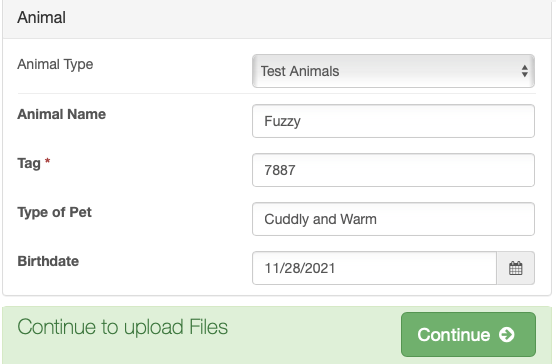 Animal
Animal Type
Test Animals
Animal Name
Fuzzy
Tag *
7887
Type of Pet
Cuddly and Warm
Birthdate
11/28/2021
Continue to upload Files
Continue